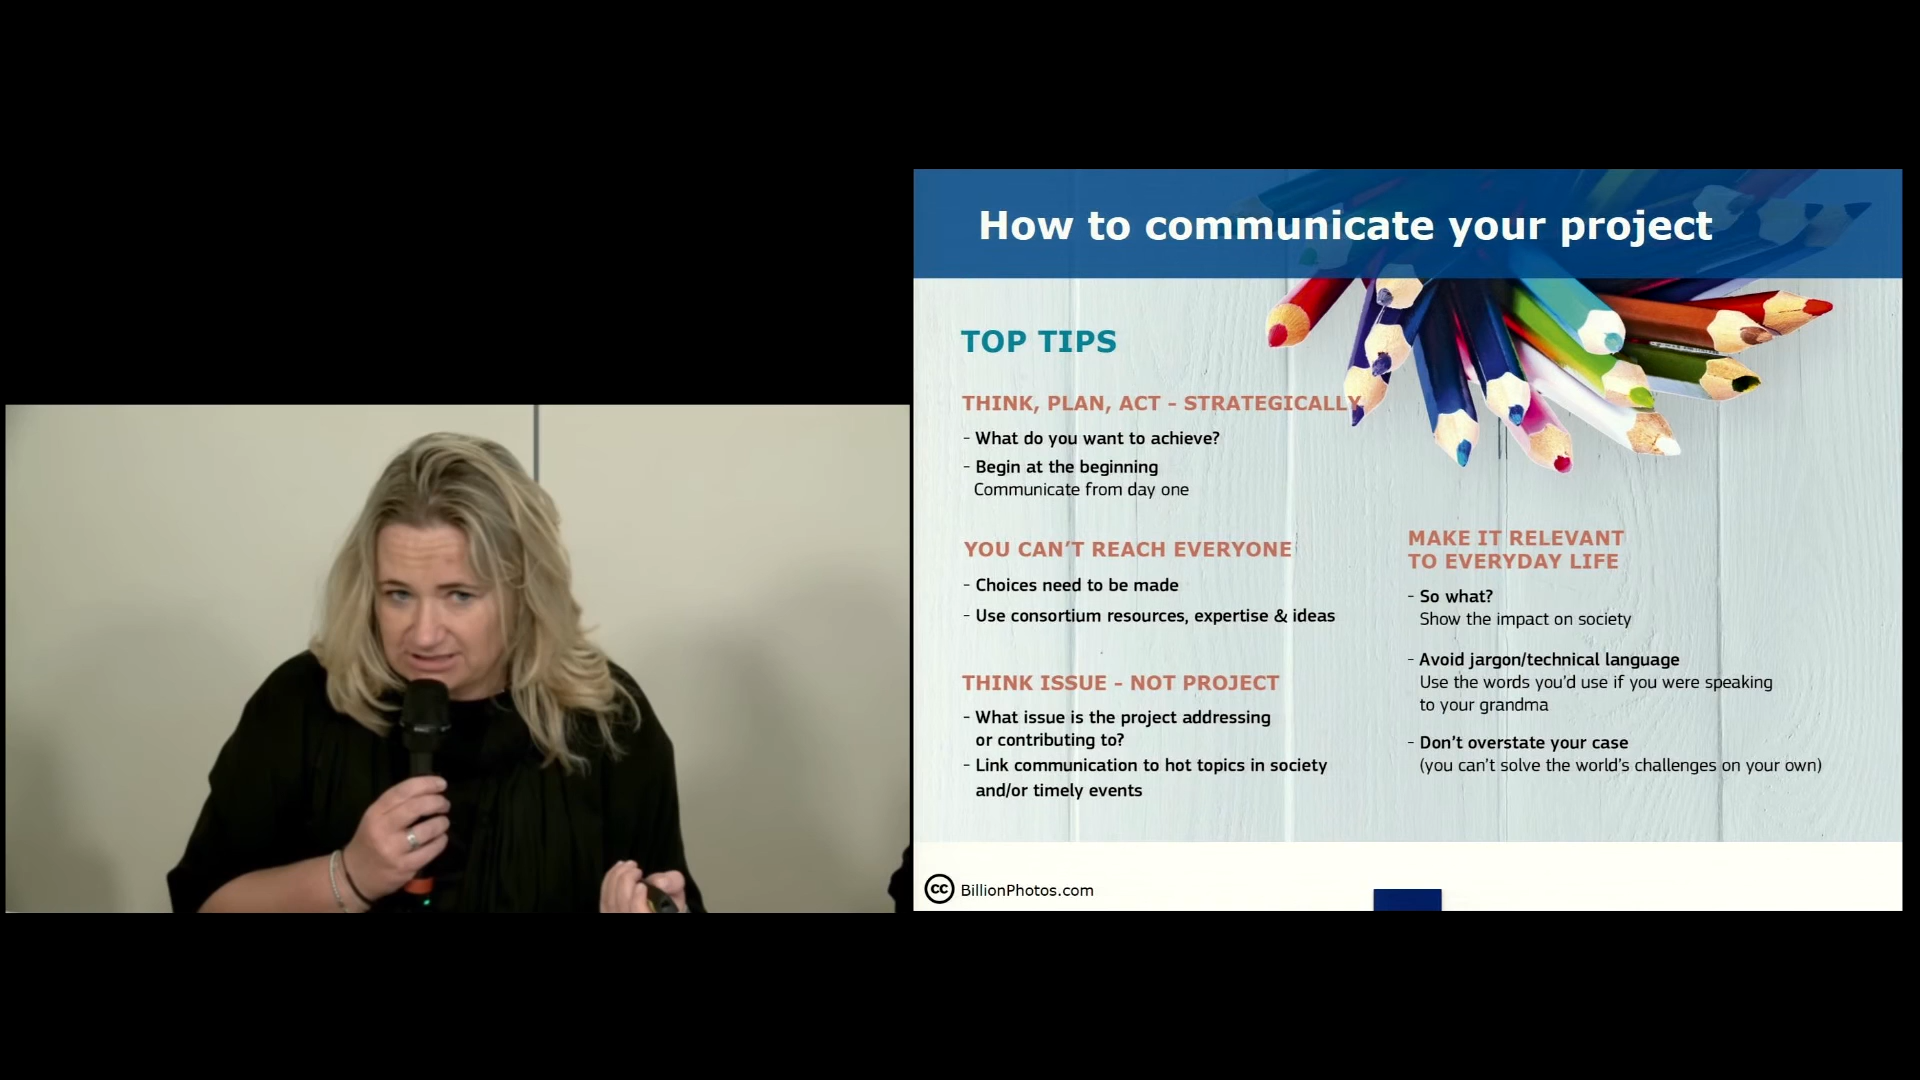 How to communicate your project
TOP TIPS
THINK, PLAN, ACT - STRATEGICALLY
- What do you want to achieve?
- Begin at the beginning
Communicate from day one
YOU CAN'T REACH EVERYONE
- Choices need to be made
- Use consortium resources, expertise & ideas
THINK ISSUE - NOT PROJECT
- What issue is the project addressing
or contributing to?
- Link communication to hot topics in society
and/or timely events
MAKE IT RELEVANT
TO EVERYDAY LIFE
- So what?
Show the impact on society
- Avoid jargon/technical language
Use the words you'd use if you were speaking
to your grandma
- Don't overstate your case
(you can't solve the world's challenges on your own)
cc BillionPhotos.com